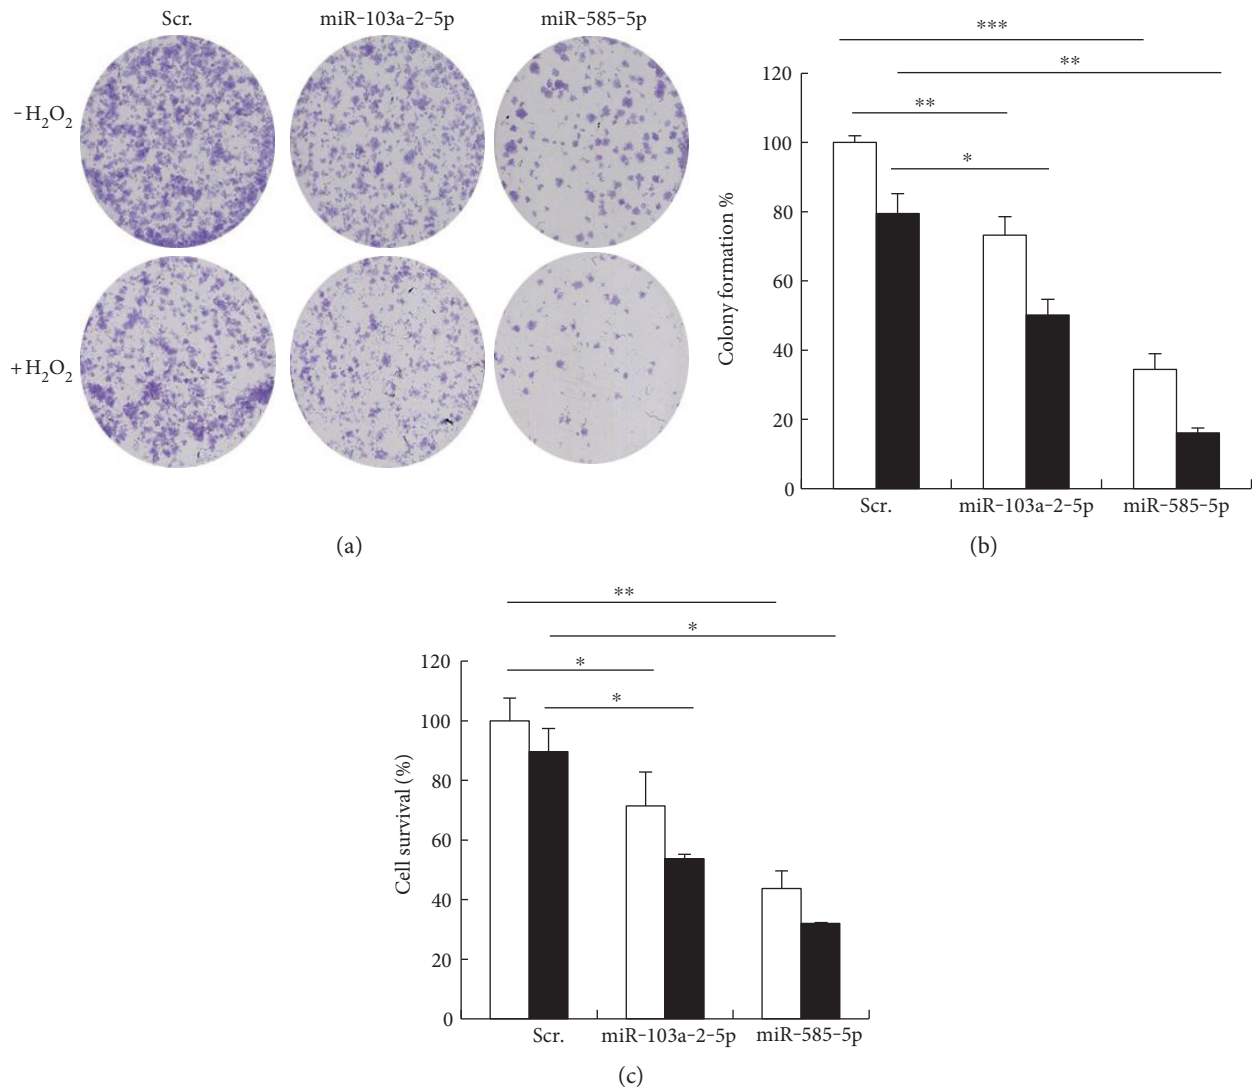 Scr. miR-103a-2-5p miR-585-5p
-H₂O₂
+H₂O₂
(a)
***
**
**
*
120
100
80
60
40
20
0
Colony formation %
Scr. miR-103a-2-5p miR-585-5p
(b)
**
*
*
*
120
100
80
60
40
20
0
Cell survival (%)
Scr. miR-103a-2-5p miR-585-5p
(c)